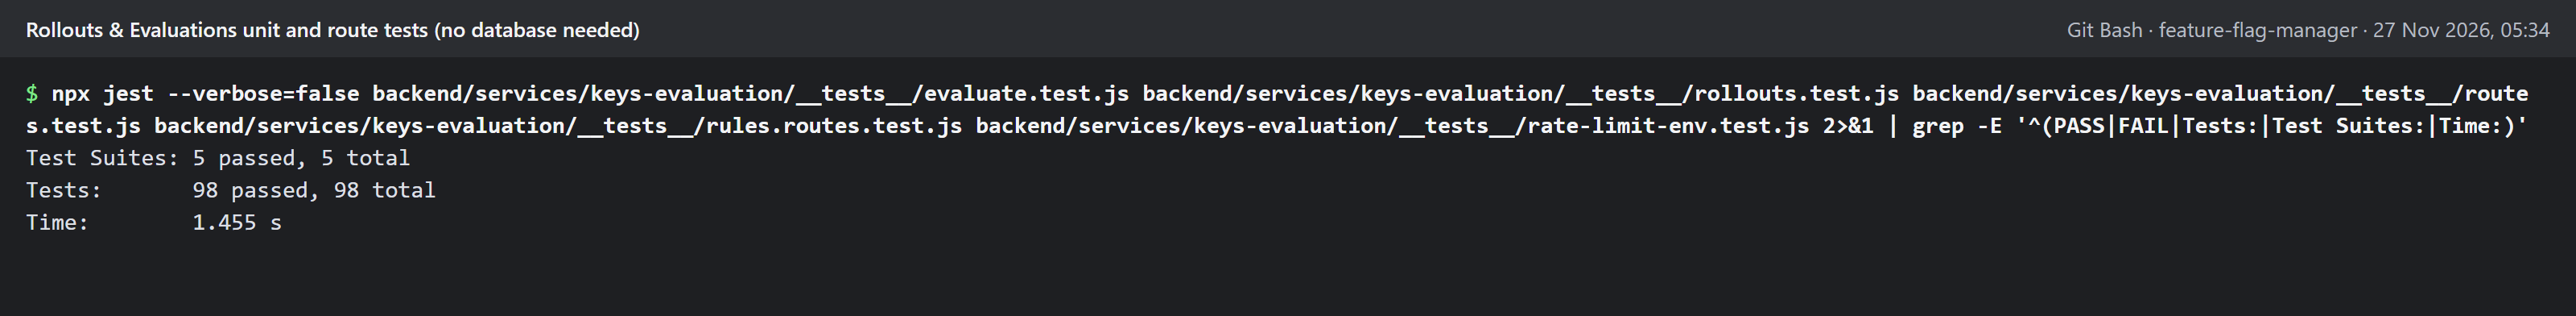 Rollouts & Evaluations unit and route tests (no database needed)
Git Bash · feature-flag-manager · 27 Nov 2026, 05:34
$ npx jest --verbose=false backend/services/keys-evaluation/__tests__/evaluate.test.js backend/services/keys-evaluation/__tests__/rollouts.test.js backend/services/keys-evaluation/__tests__/route
s.test.js backend/services/keys-evaluation/__tests__/rules.routes.test.js backend/services/keys-evaluation/__tests__/rate-limit-env.test.js 2>&1 | grep -E '^(PASS|FAIL|Tests:|Test Suites:|Time:)'
Test Suites: 5 passed, 5 total
Tests:       98 passed, 98 total
Time:        1.455 s